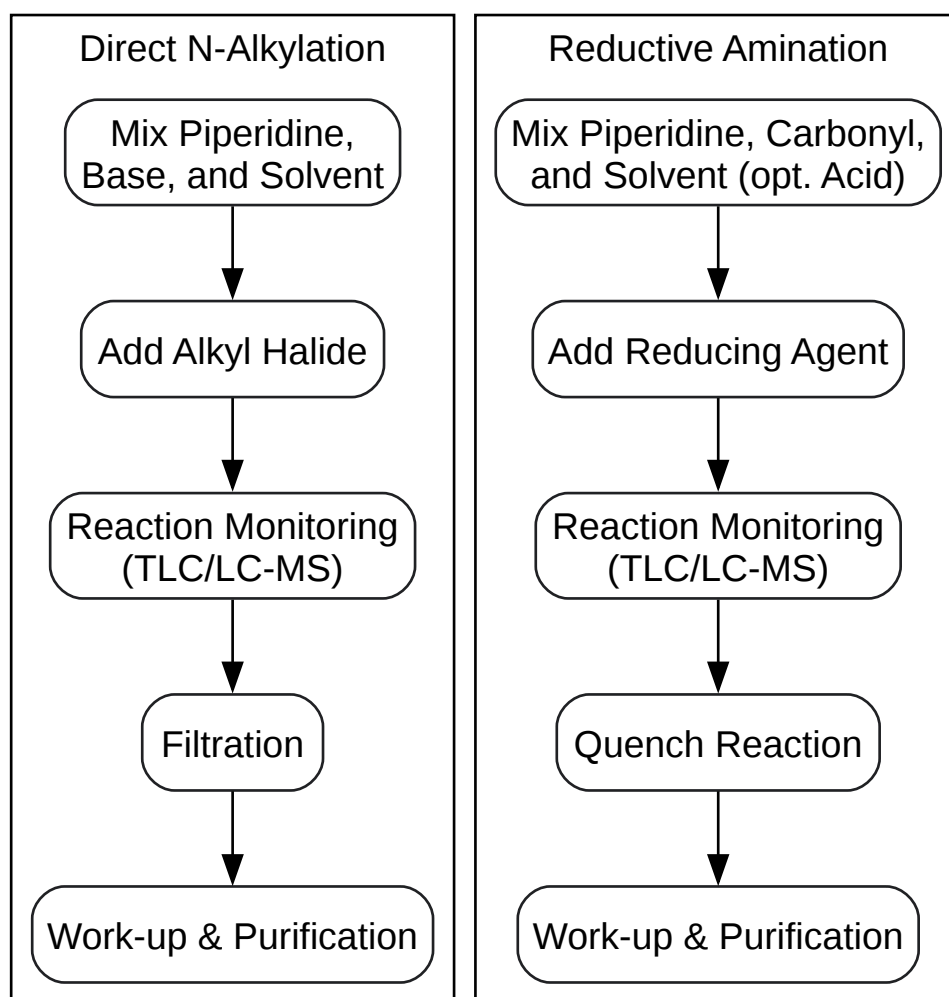 Direct N-Alkylation
Mix Piperidine,
Base, and Solvent
Add Alkyl Halide
Reaction Monitoring
(TLC/LC-MS)
Filtration
Work-up & Purification
Reductive Amination
Mix Piperidine, Carbonyl,
and Solvent (opt. Acid)
Add Reducing Agent
Reaction Monitoring
(TLC/LC-MS)
Quench Reaction
Work-up & Purification